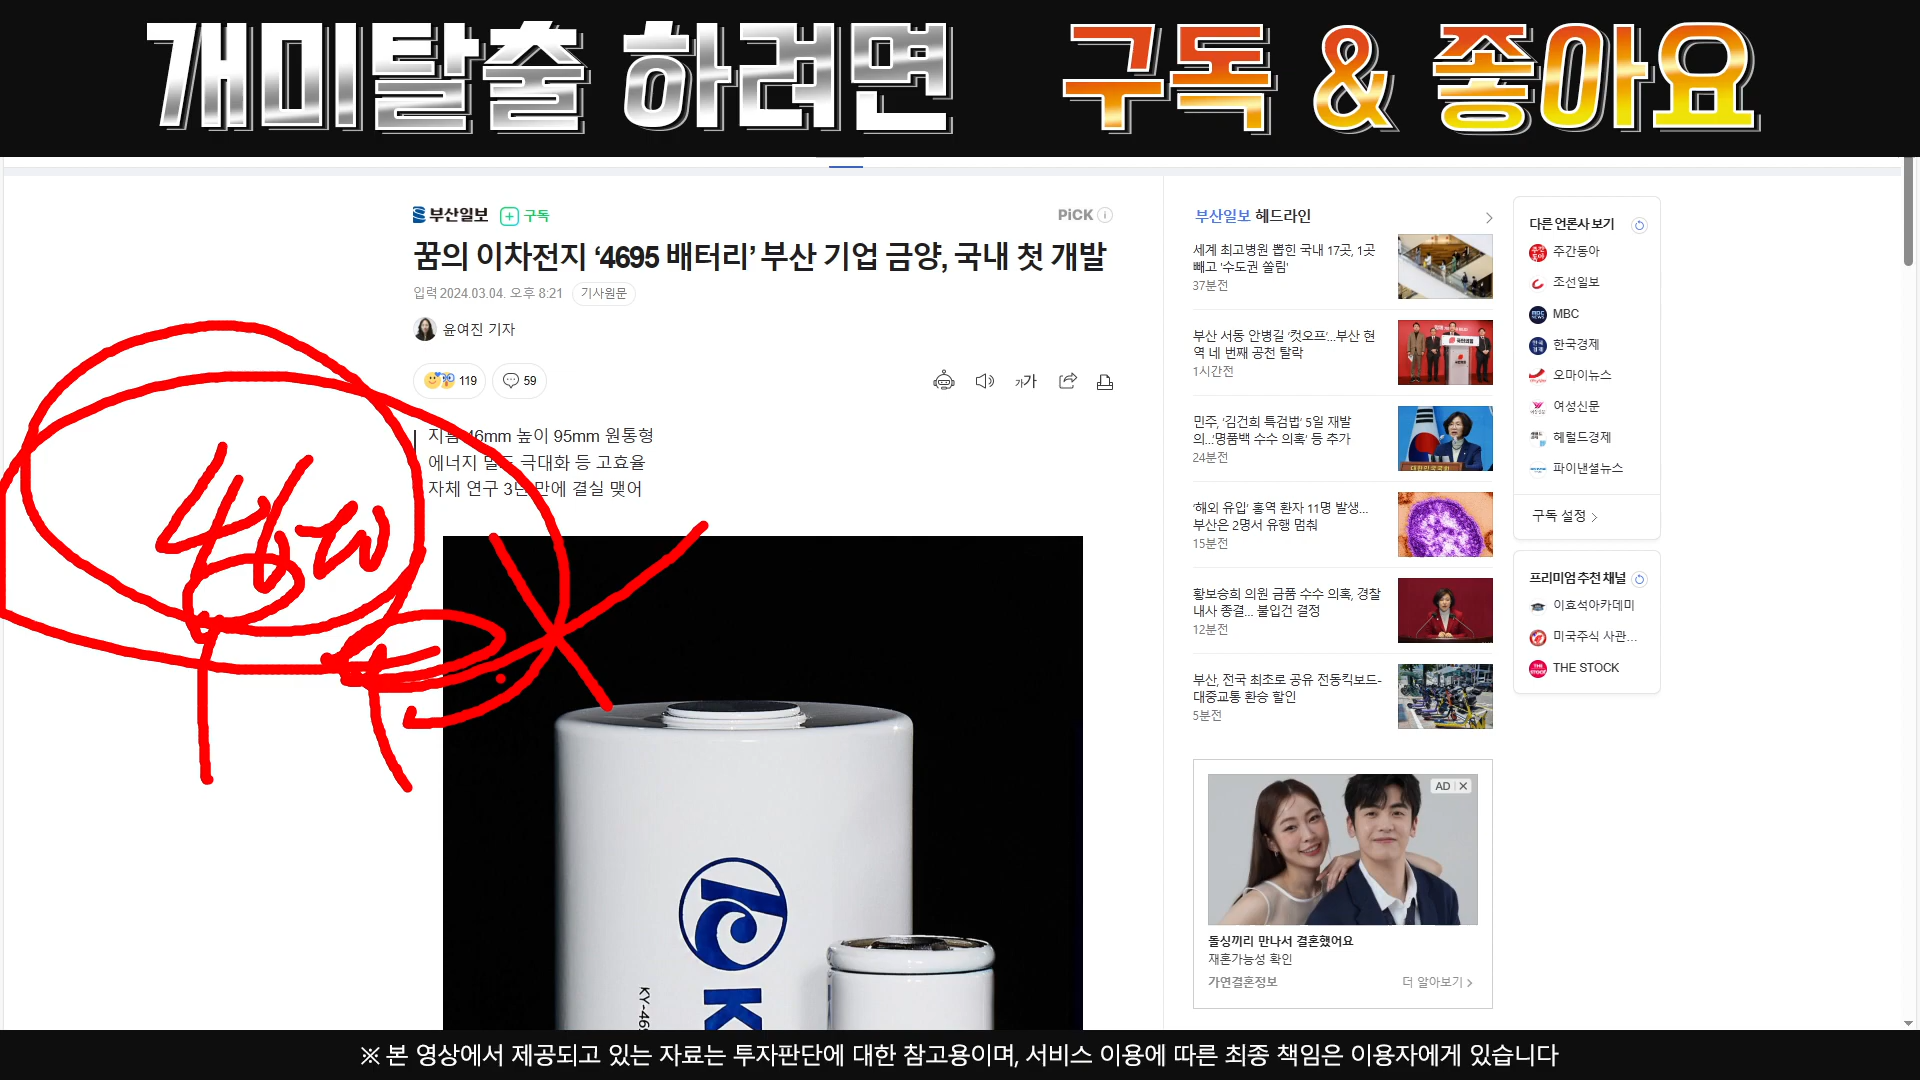 개미탈출 하려면 구독 & 좋아요
부산일보 구독
PiCK
꿈의 이차전지 ‘4695 배터리’ 부산 기업 금양, 국내 첫 개발
입력 2024.03.04. 오후 8:21 기사원문
윤여진 기자
119 59
가가
지름 46mm 높이 95mm 원통형
에너지 밀도 극대화 등 고효율
자체 연구 3년 만에 결실 맺어
K
부산일보 헤드라인
세계 최고병원 뽑힌 국내 17곳, 1곳
빼고 '수도권 쏠림'
37분전
부산 서동 안병길 '컷오프'...부산 현
역 네 번째 공천 탈락
1시간전
민주, '김건희 특검법' 5일 재발
의...'명품백 수수 의혹' 등 추가
24분전
'해외 유입' 홍역 환자 11명 발생...
부산은 2명서 유행 멈춰
15분전
황보승희 의원 금품 수수 의혹, 경찰
내사 종결... 불입건 결정
12분전
부산, 전국 최초로 공유 전동킥보드-
대중교통 환승 할인
5분전
AD
돌싱끼리 만나서 결혼했어요
재혼가능성 확인
가연결혼정보 더 알아보기
다른 언론사 보기
주간동아
조선일보
MBC
한국경제
오마이뉴스
여성신문
헤럴드경제
파이낸셜뉴스
구독 설정
프리미엄 추천 채널
이효석아카데미
미국주식 사관...
THE STOCK
※ 본 영상에서 제공되고 있는 자료는 투자판단에 대한 참고용이며, 서비스 이용에 따른 최종 책임은 이용자에게 있습니다